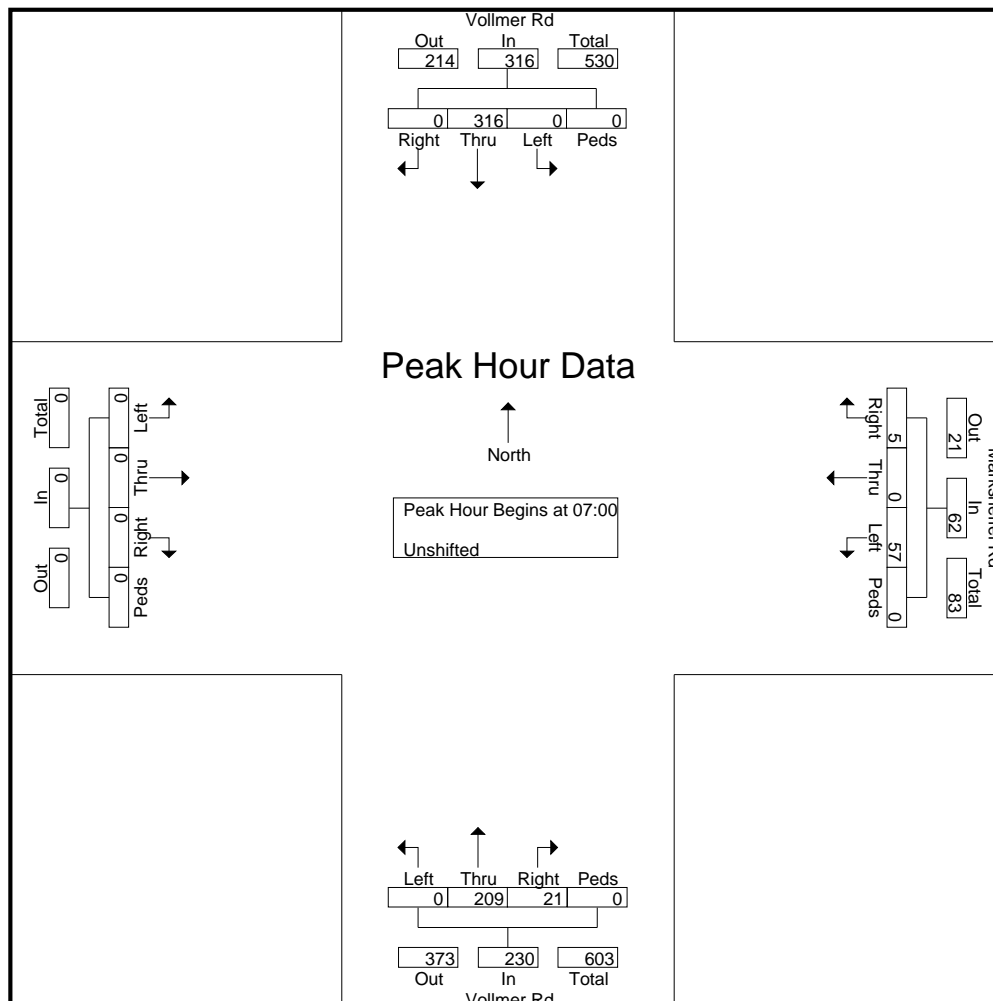 Vollmer Rd
Out In Total
214 316 530
0 316 0 0
Right Thru Left Peds
Peak Hour Data
North
Peak Hour Begins at 07:00
Unshifted
Total In Out
0 0 0
0 0 0 0
Left Thru Right Peds
Right Thru Left Peds
5 0 57 0
Out In Total
21 62 83
Rd
Left Thru Right Peds
0 209 21 0
373 230 603
Out In Total
Vollmer Rd